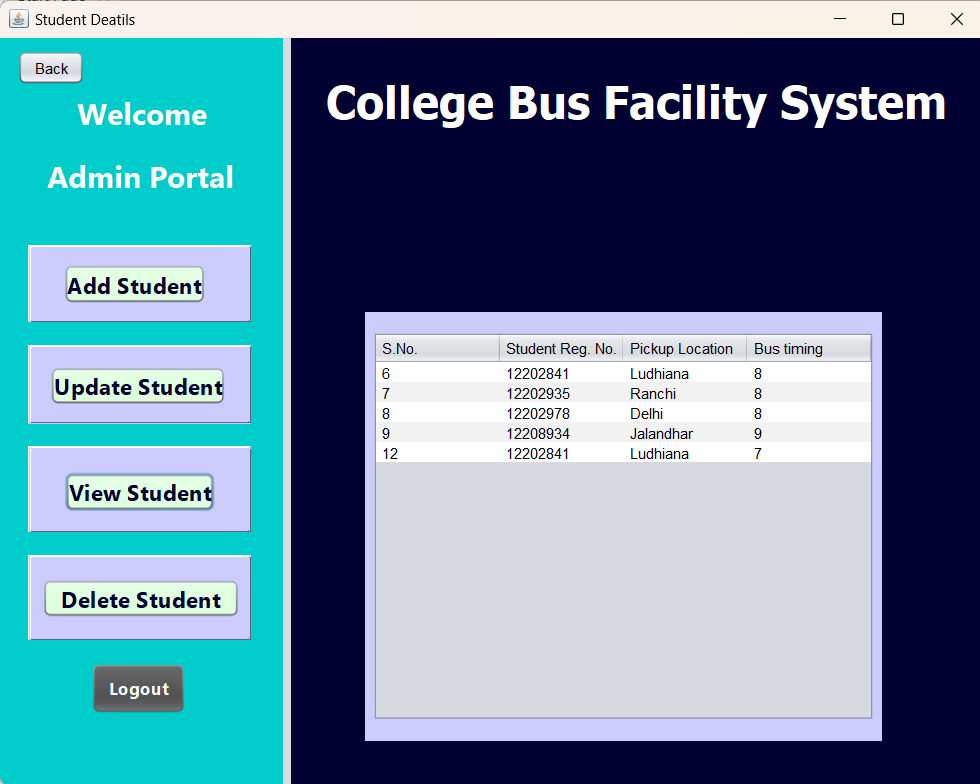 Student Deatils
Back
Welcome
Admin Portal
Add Student
Update Student
View Student
Delete Student
Logout
College Bus Facility System
S.No. Student Reg. No. Pickup Location Bus timing
6 12202841 Ludhiana 8
7 12202935 Ranchi 8
8 12202978 Delhi 8
9 12208934 Jalandhar 9
12 12202841 Ludhiana 7